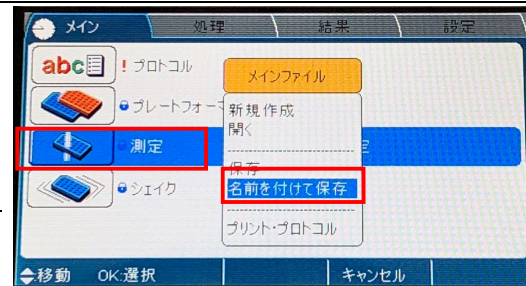 メイン 処理 結果 設定
abc ! プロトコル
メインファイル
プレートフォー
新規作成
開く
測定
保存
名前を付けて保存
シェイク
プリント・プロトコル
移動 OK:選択 キャンセル